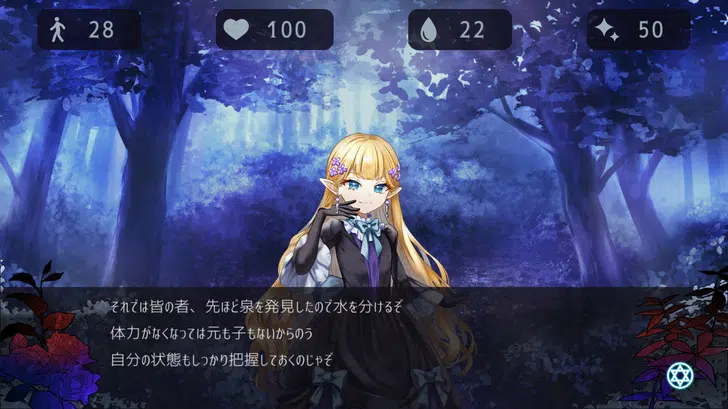 28
100
22
50
それでは皆の者、先ほど泉を発見したので水を分けるぞ
体力がなくなっては元も子もないからのう
自分の状態もしっかり把握しておくのじゃぞ